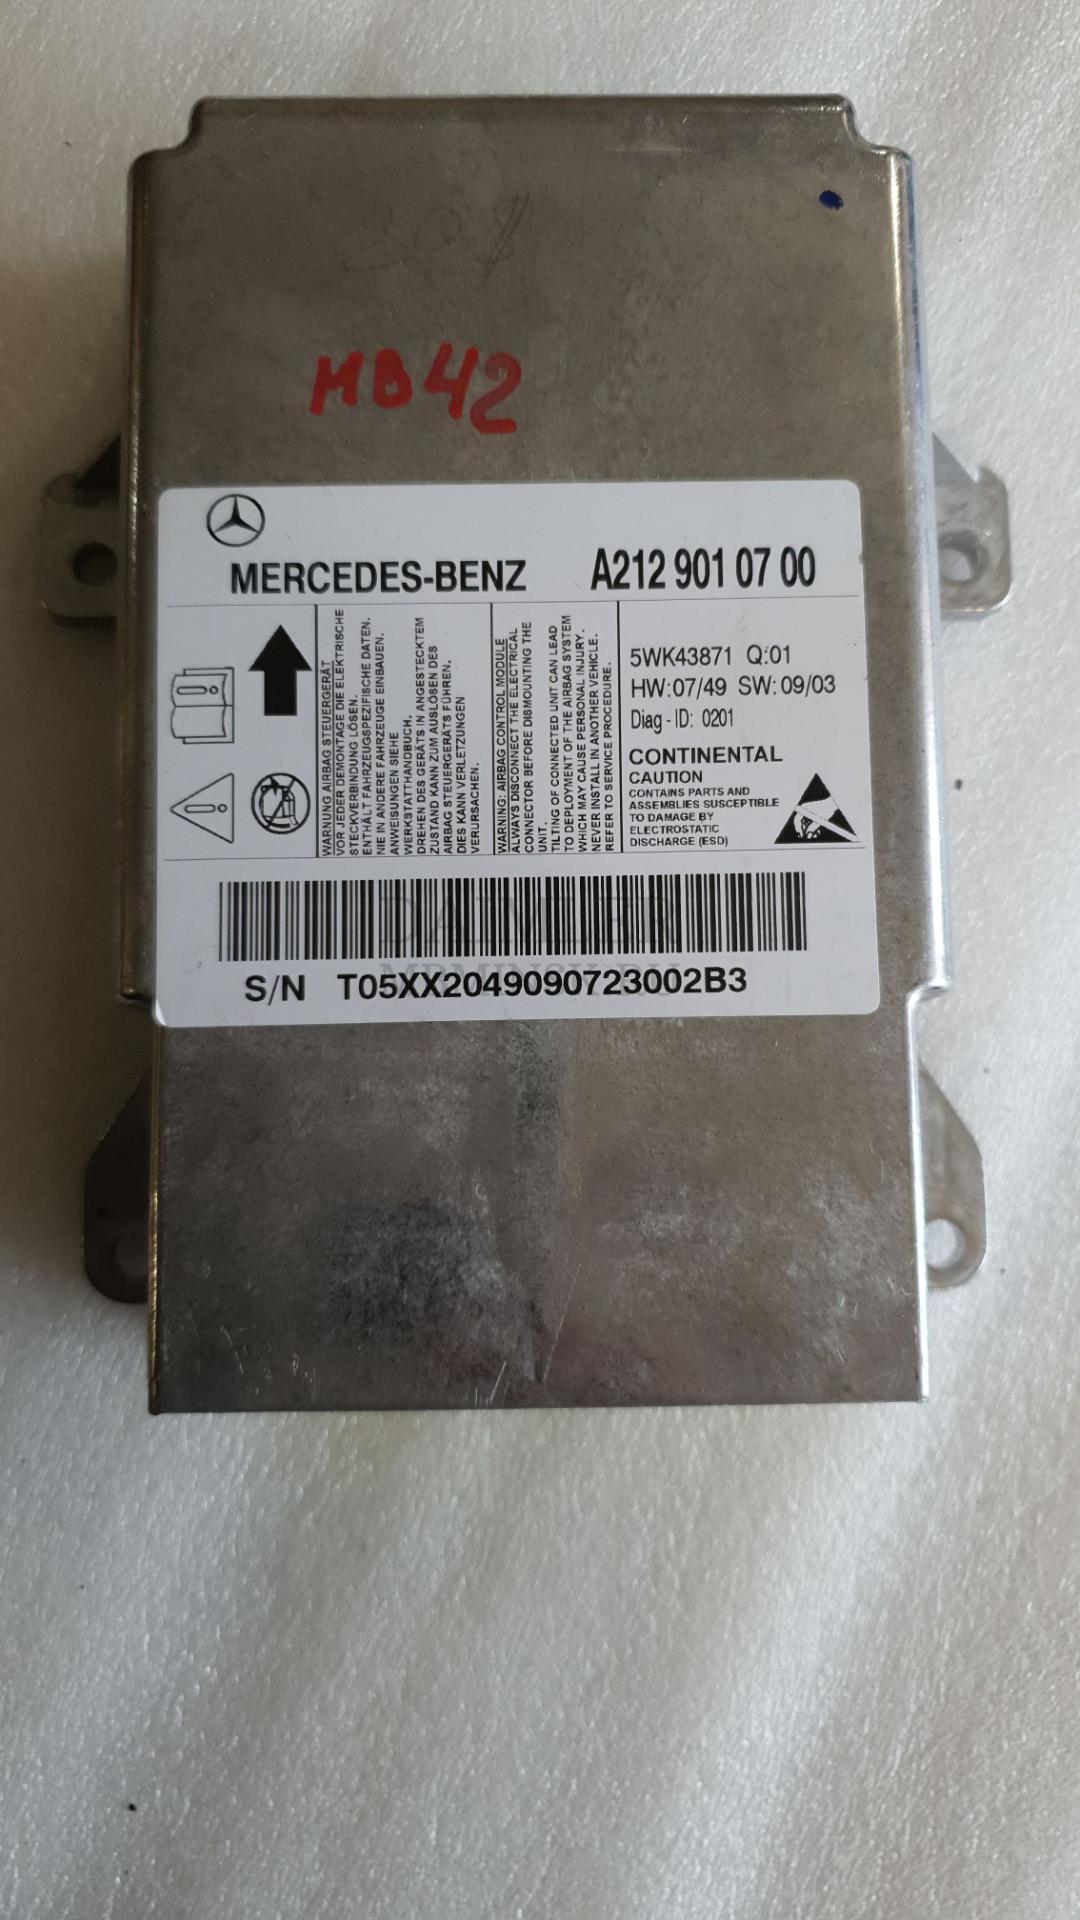 MB42
MERCEDES-BENZ
A212 901 07 00
WARNUNG AIRBAG STEUERGERÄT
VOR JEDER DEMONTAGE DIE ELEKTRISCHE
STECKVERBINDUNG LÖSEN.
ENTHÄLT FAHRZEUGSPEZIFISCHE DATEN.
NIE IN ANDERE FAHRZEUGE EINBAUEN.
ANWEISUNGEN SIEHE
WERKSTATTHANDBUCH.
DREHEN DES GERÄTS IN ANGESTECKTEM
ZUSTAND KANN ZUM AUSLÖSEN DES
AIRBAG STEUERGERÄTS FÜHREN.
DIES KANN VERLETZUNGEN
VERURSACHEN.
WARNING: AIRBAG CONTROL MODULE
ALWAYS DISCONNECT THE ELECTRICAL
CONNECTOR BEFORE DISMOUNTING THE
UNIT.
TILTING OF CONNECTED UNIT CAN LEAD
TO DEPLOYMENT OF THE AIRBAG SYSTEM
WHICH MAY CAUSE PERSONAL INJURY.
NEVER INSTALL IN ANOTHER VEHICLE.
REFER TO SERVICE PROCEDURE.
5WK43871 Q:01
HW:07/49 SW:09/03
Diag-ID: 0201
CONTINENTAL
CAUTION
CONTAINS PARTS AND
ASSEMBLIES SUSCEPTIBLE
TO DAMAGE BY
ELECTROSTATIC
DISCHARGE (ESD)
DAIMLER
MBMINSK.RU
S/N T05XX2049090723002B3